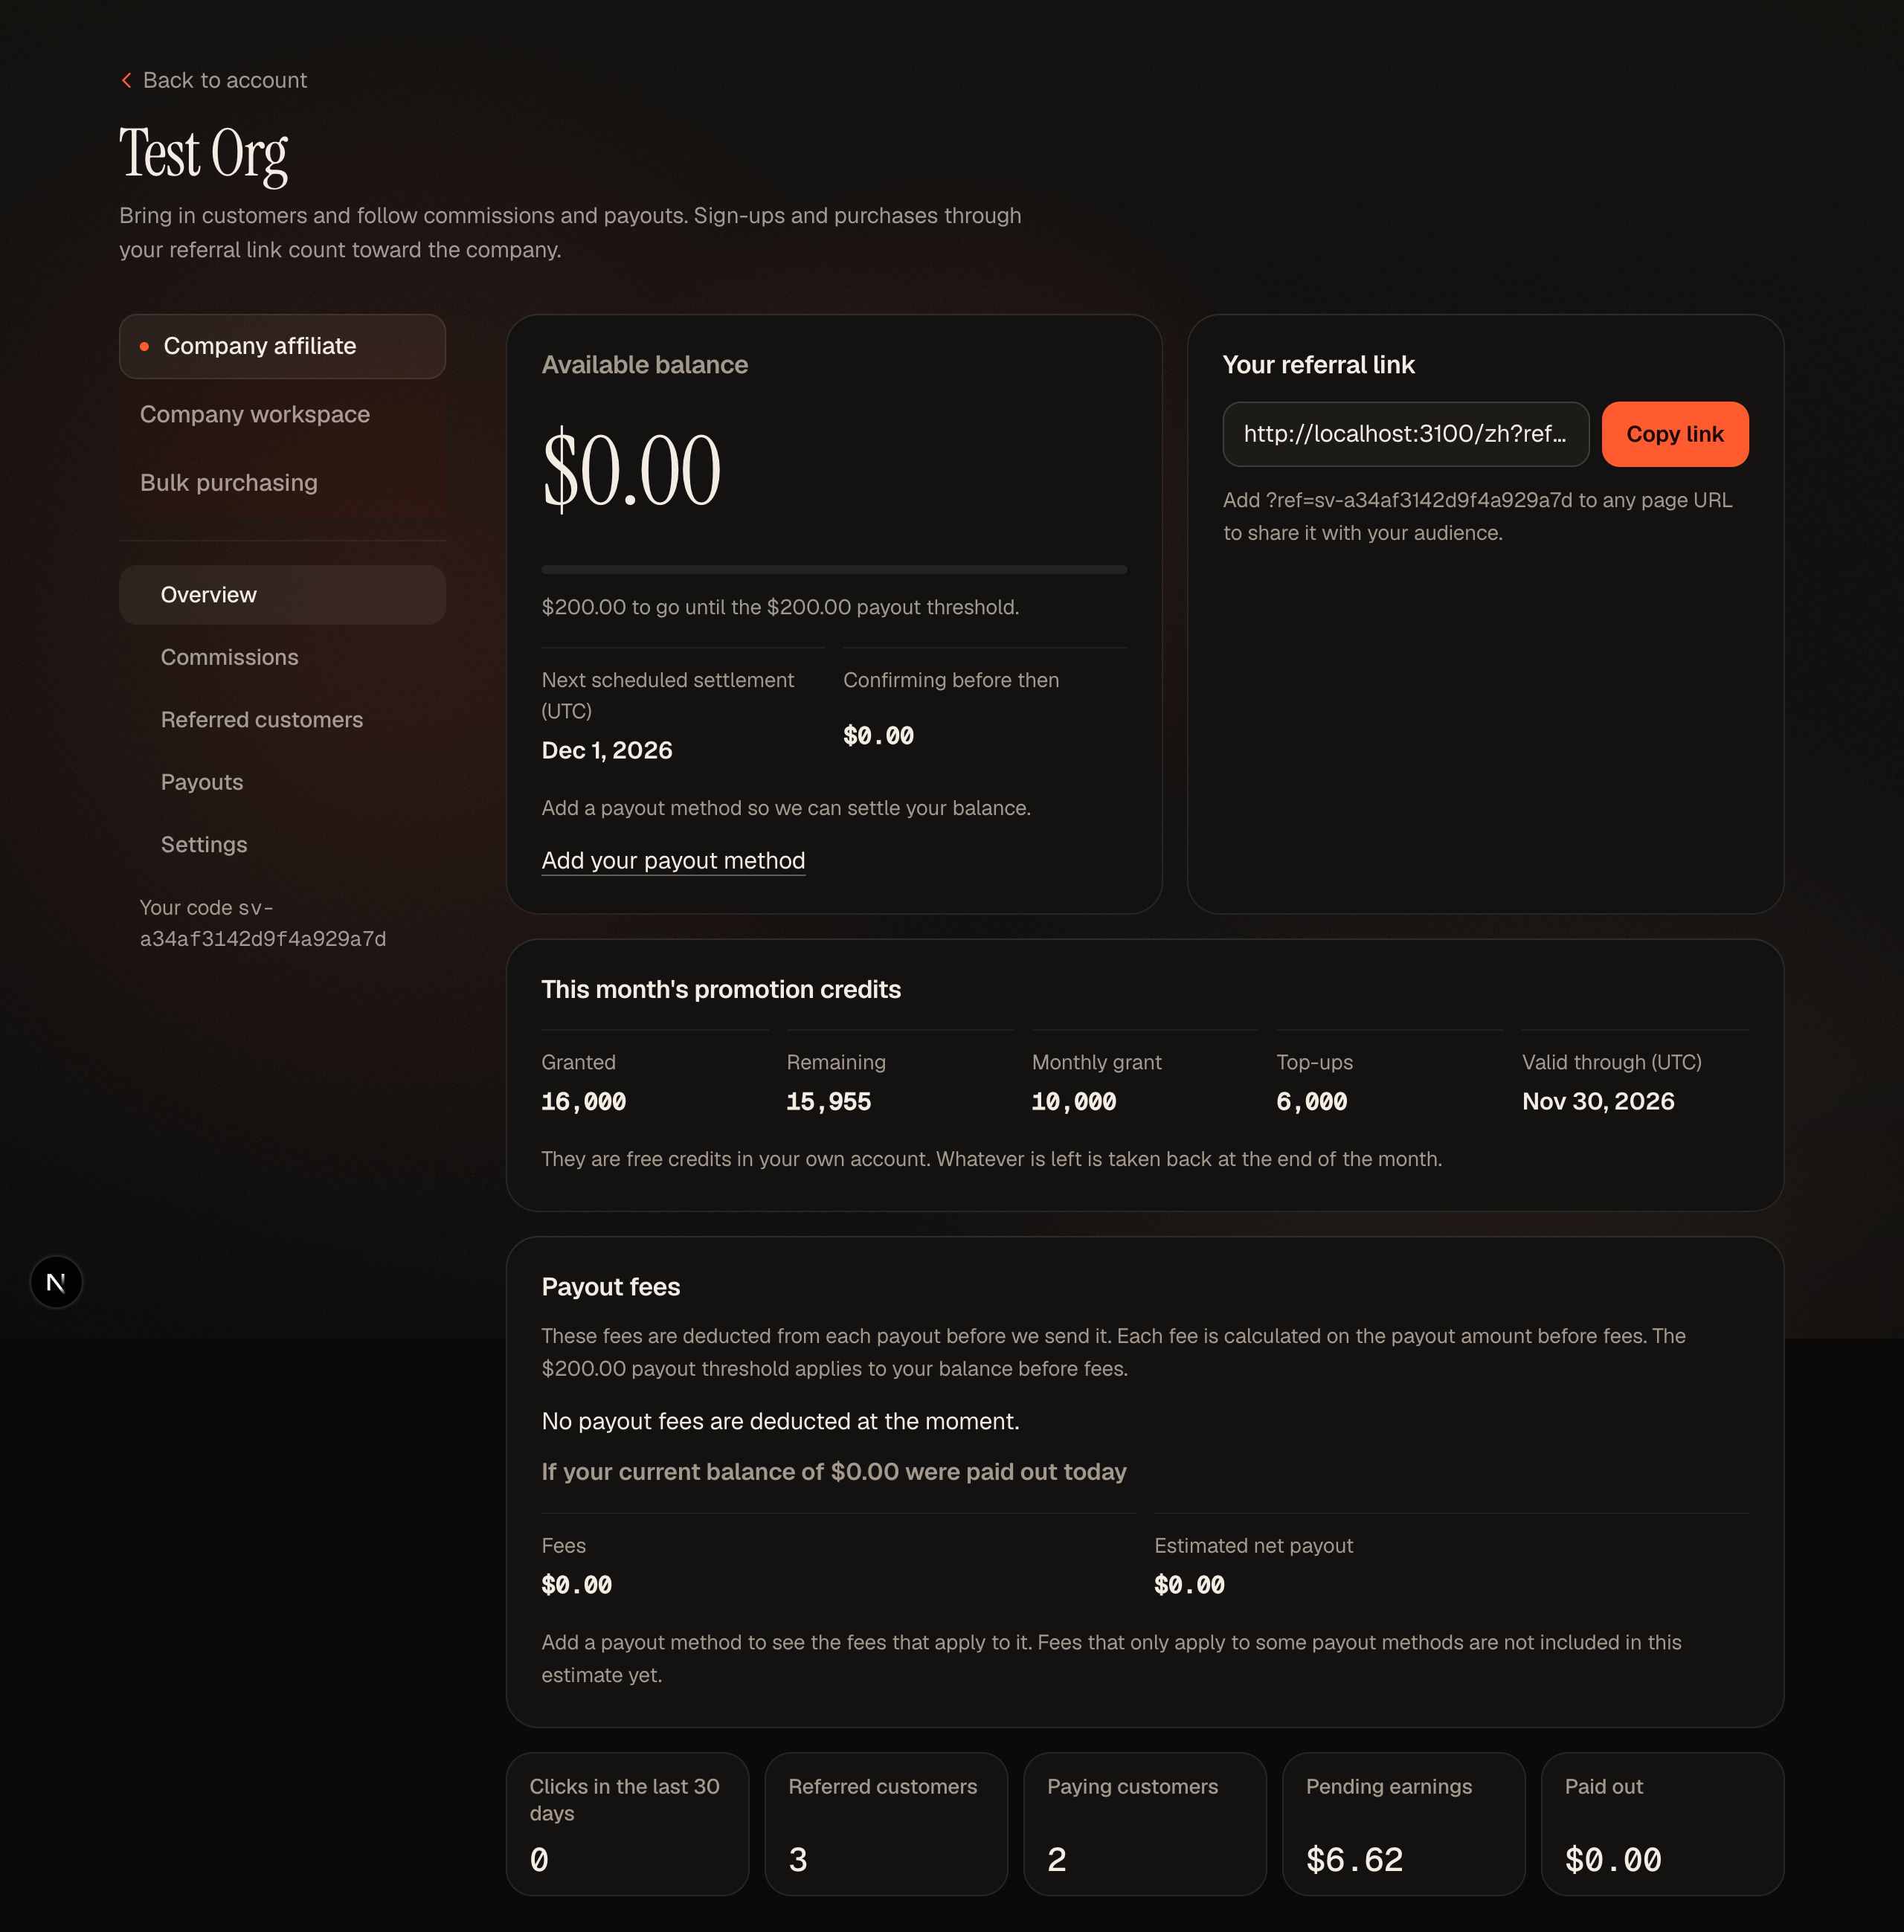 Back to account
Test Org
Bring in customers and follow commissions and payouts. Sign-ups and purchases through
your referral link count toward the company.
Company affiliate
Company workspace
Bulk purchasing
Overview
Commissions
Referred customers
Payouts
Settings
Your code sv-
a34af3142d9f4a929a7d
Available balance
$0.00
$200.00 to go until the $200.00 payout threshold.
Next scheduled settlement
(UTC)
Dec 1, 2026
Confirming before then
$0.00
Add a payout method so we can settle your balance.
Add your payout method
Your referral link
http://localhost:3100/zh?ref...
Copy link
Add ?ref=sv-a34af3142d9f4a929a7d to any page URL
to share it with your audience.
This month's promotion credits
Granted
16,000
Remaining
15,955
Monthly grant
10,000
Top-ups
6,000
Valid through (UTC)
Nov 30, 2026
They are free credits in your own account. Whatever is left is taken back at the end of the month.
N
Payout fees
These fees are deducted from each payout before we send it. Each fee is calculated on the payout amount before fees. The
$200.00 payout threshold applies to your balance before fees.
No payout fees are deducted at the moment.
If your current balance of $0.00 were paid out today
Fees
$0.00
Estimated net payout
$0.00
Add a payout method to see the fees that apply to it. Fees that only apply to some payout methods are not included in this
estimate yet.
Clicks in the last 30
days
0
Referred customers
3
Paying customers
2
Pending earnings
$6.62
Paid out
$0.00